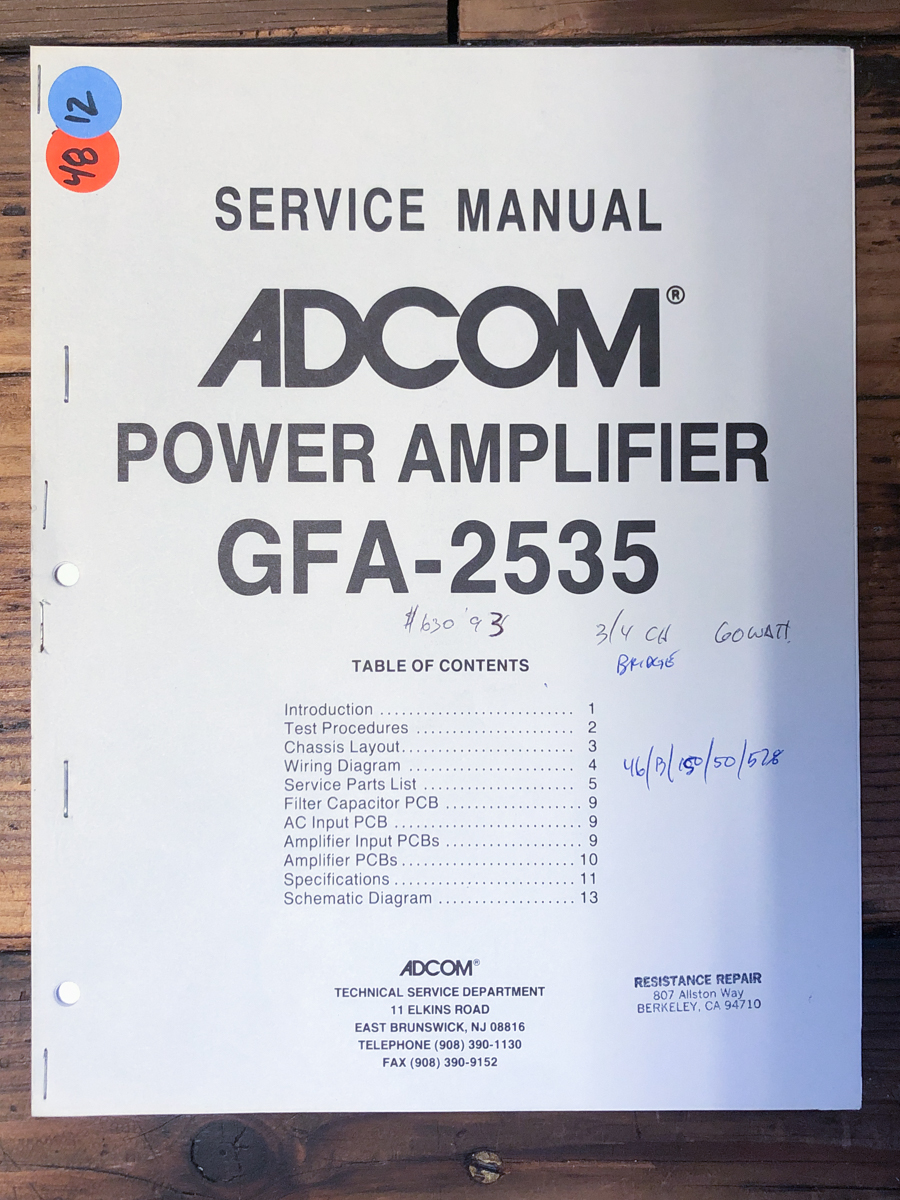 12
48
SERVICE MANUAL
ADCOM®
POWER AMPLIFIER
GFA-2535
#630 '93
3/4 CH 60 WATT
BRIDGE
TABLE OF CONTENTS
Introduction .......................... 1
Test Procedures ..................... 2
Chassis Layout....................... 3
Wiring Diagram ...................... 4
Service Parts List .................... 5
Filter Capacitor PCB ................. 9
AC Input PCB ......................... 9
Amplifier Input PCBs ................. 9
Amplifier PCBs ....................... 10
Specifications ........................ 11
Schematic Diagram .................. 13
46/B/150/50/528
ADCOM®
TECHNICAL SERVICE DEPARTMENT
11 ELKINS ROAD
EAST BRUNSWICK, NJ 08816
TELEPHONE (908) 390-1130
FAX (908) 390-9152
RESISTANCE REPAIR
807 Allston Way
BERKELEY, CA 94710